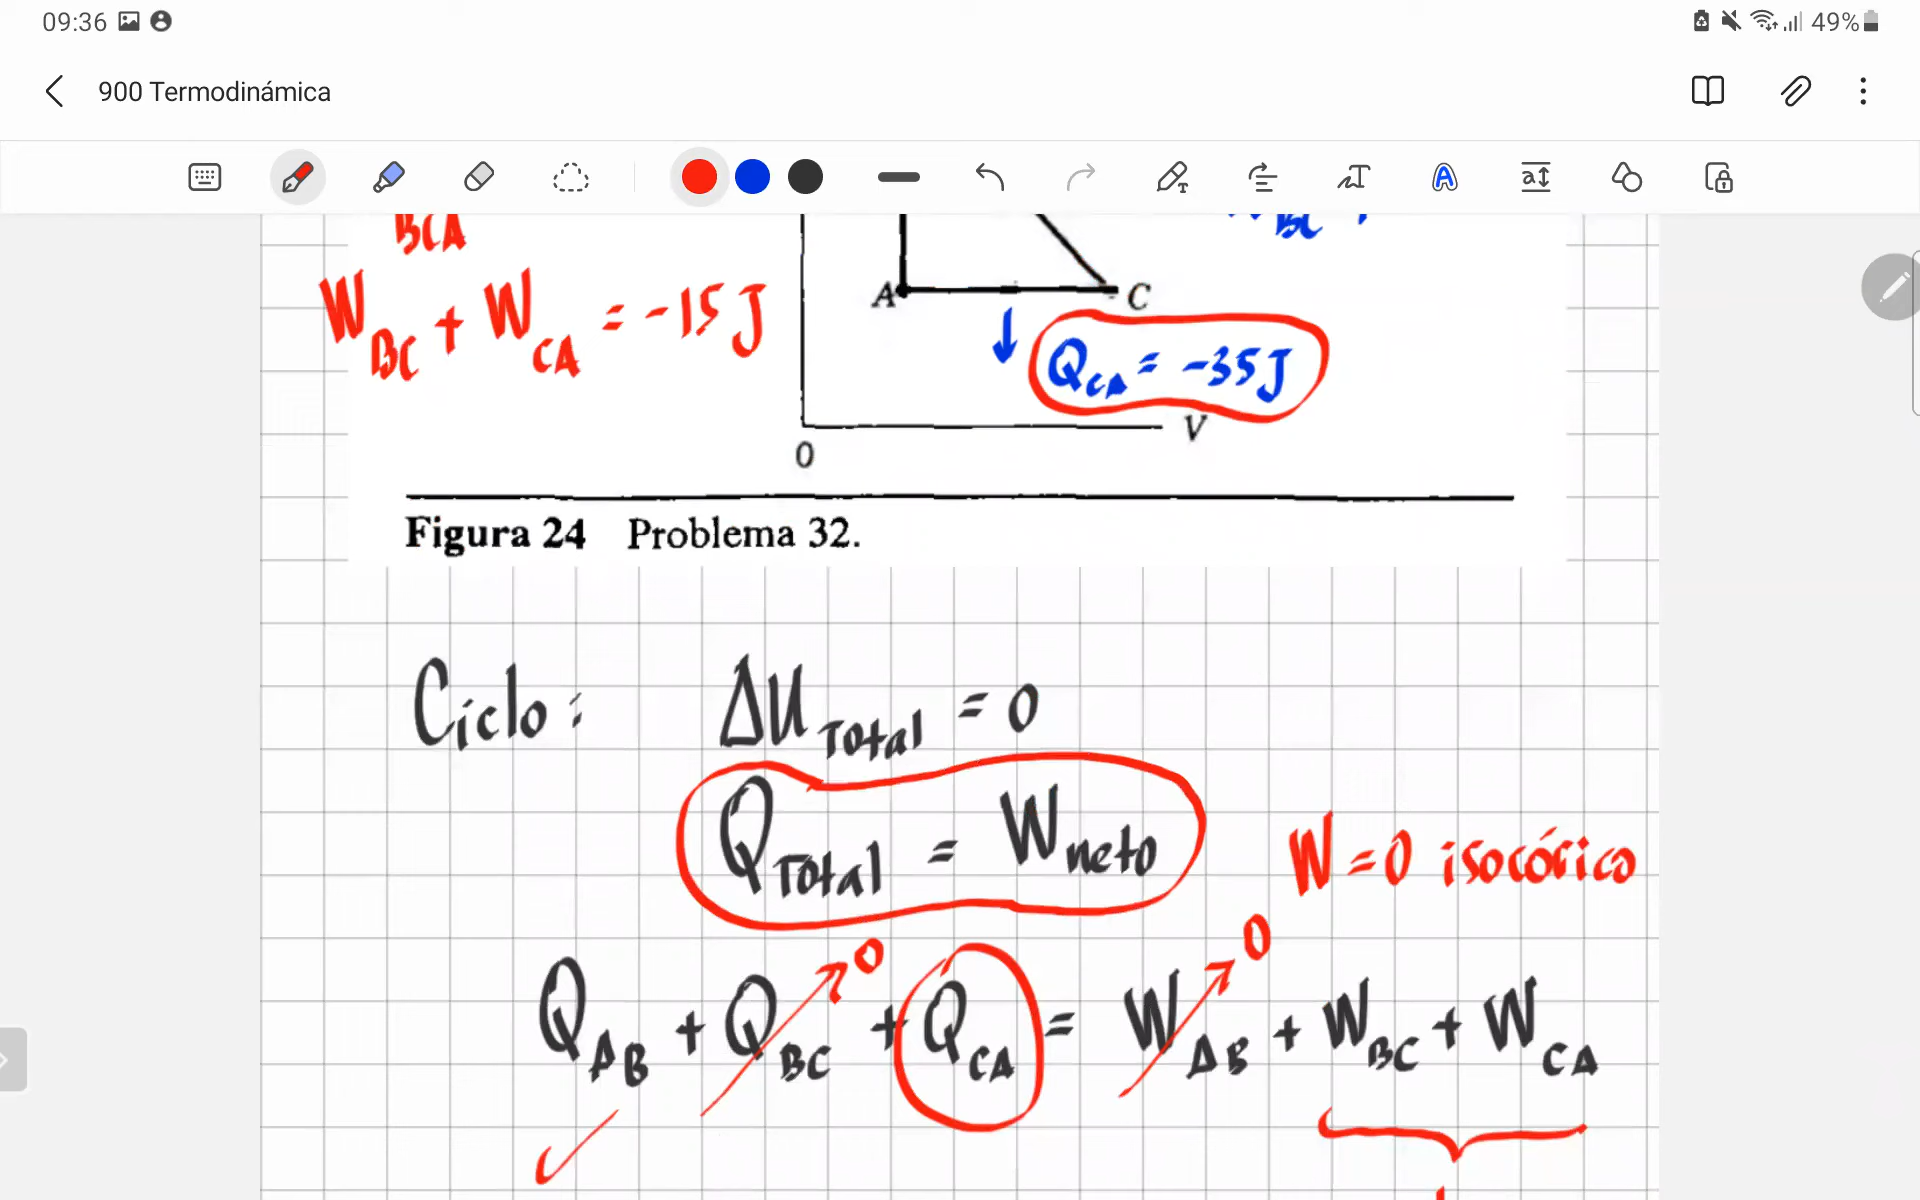 09:36
49%
900 Termodinámica
BCA
BC
W_BC + W_CA = -15 J
A
C
Q_CA = -35 J
V
0
Figura 24 Problema 32.
Ciclo: ΔU_Total = 0
Q_Total = W_neto
W = 0 isocórico
0
0
Q_AB + Q_BC + Q_CA = W_AB + W_BC + W_CA